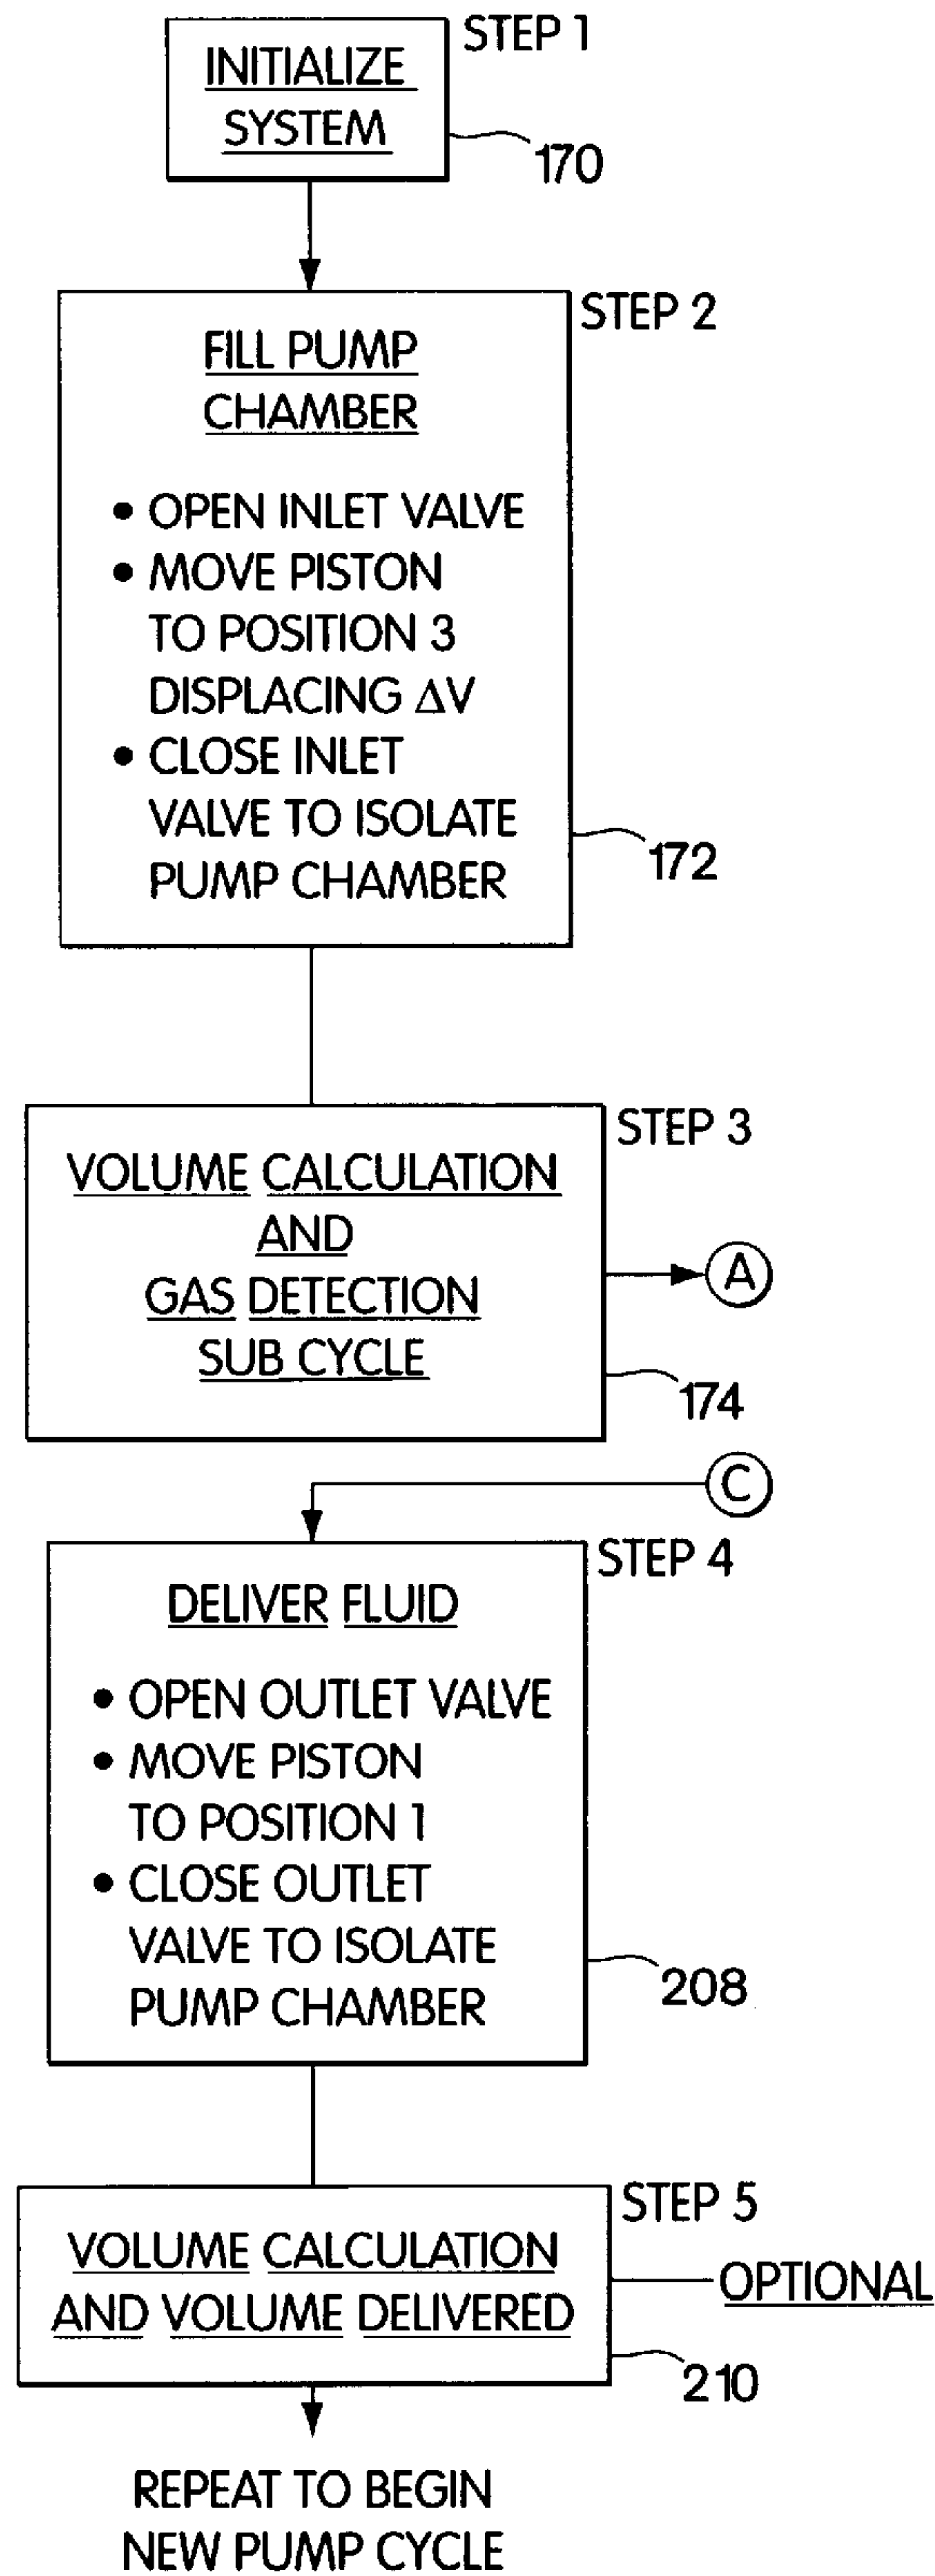 STEP 1
INITIALIZE
SYSTEM
170
STEP 2
FILL PUMP
CHAMBER
• OPEN INLET VALVE
• MOVE PISTON
TO POSITION 3
DISPLACING ΔV
• CLOSE INLET
VALVE TO ISOLATE
PUMP CHAMBER
172
STEP 3
VOLUME CALCULATION
AND
GAS DETECTION
SUB CYCLE
A
174
C
STEP 4
DELIVER FLUID
• OPEN OUTLET VALVE
• MOVE PISTON
TO POSITION 1
• CLOSE OUTLET
VALVE TO ISOLATE
PUMP CHAMBER
208
STEP 5
VOLUME CALCULATION
AND VOLUME DELIVERED
OPTIONAL
210
REPEAT TO BEGIN
NEW PUMP CYCLE